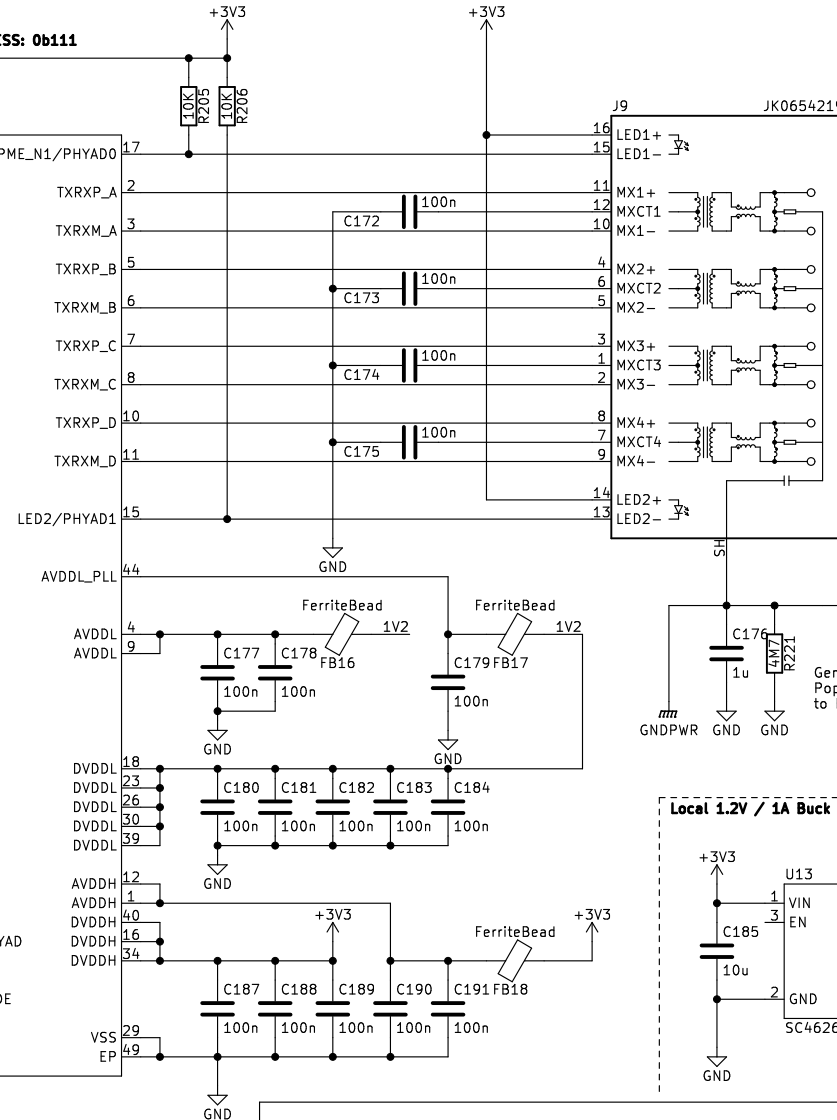 +3V3
+3V3
SS: 0b111
10K
R205
10K
R206
J9
JK065421
16 LED1+
15 LED1-
PME_N1/PHYAD0 17
TXRXP_A 2
11 MX1+
100n
C172
12 MXCT1
TXRXM_A 3
10 MX1-
TXRXP_B 5
4 MX2+
100n
C173
6 MXCT2
TXRXM_B 6
5 MX2-
TXRXP_C 7
3 MX3+
100n
C174
1 MXCT3
TXRXM_C 8
2 MX3-
TXRXP_D 10
8 MX4+
100n
C175
7 MXCT4
TXRXM_D 11
9 MX4-
14 LED2+
LED2/PHYAD1 15
13 LED2-
SH
GND
AVDDL_PLL 44
FerriteBead
FerriteBead
AVDDL 4
1V2
1V2
AVDDL 9
C177
C178
FB16
C179
FB17
100n
100n
100n
GND
GND
C176
1u
4M7
R221
Ger
Pop
to
GNDPWR
GND
GND
DVDDL 18
DVDDL 23
DVDDL 26
DVDDL 30
DVDDL 39
C180
C181
C182
C183
C184
100n
100n
100n
100n
100n
GND
Local 1.2V / 1A Buck
+3V3
U13
1 VIN
3 EN
C185
10u
2 GND
SC4626
GND
AVDDH 12
AVDDH 1
DVDDH 40
DVDDH 16
DVDDH 34
+3V3
+3V3
FerriteBead
YAD
DE
C187
C188
C189
C190
C191
FB18
100n
100n
100n
100n
100n
VSS 29
EP 49
GND